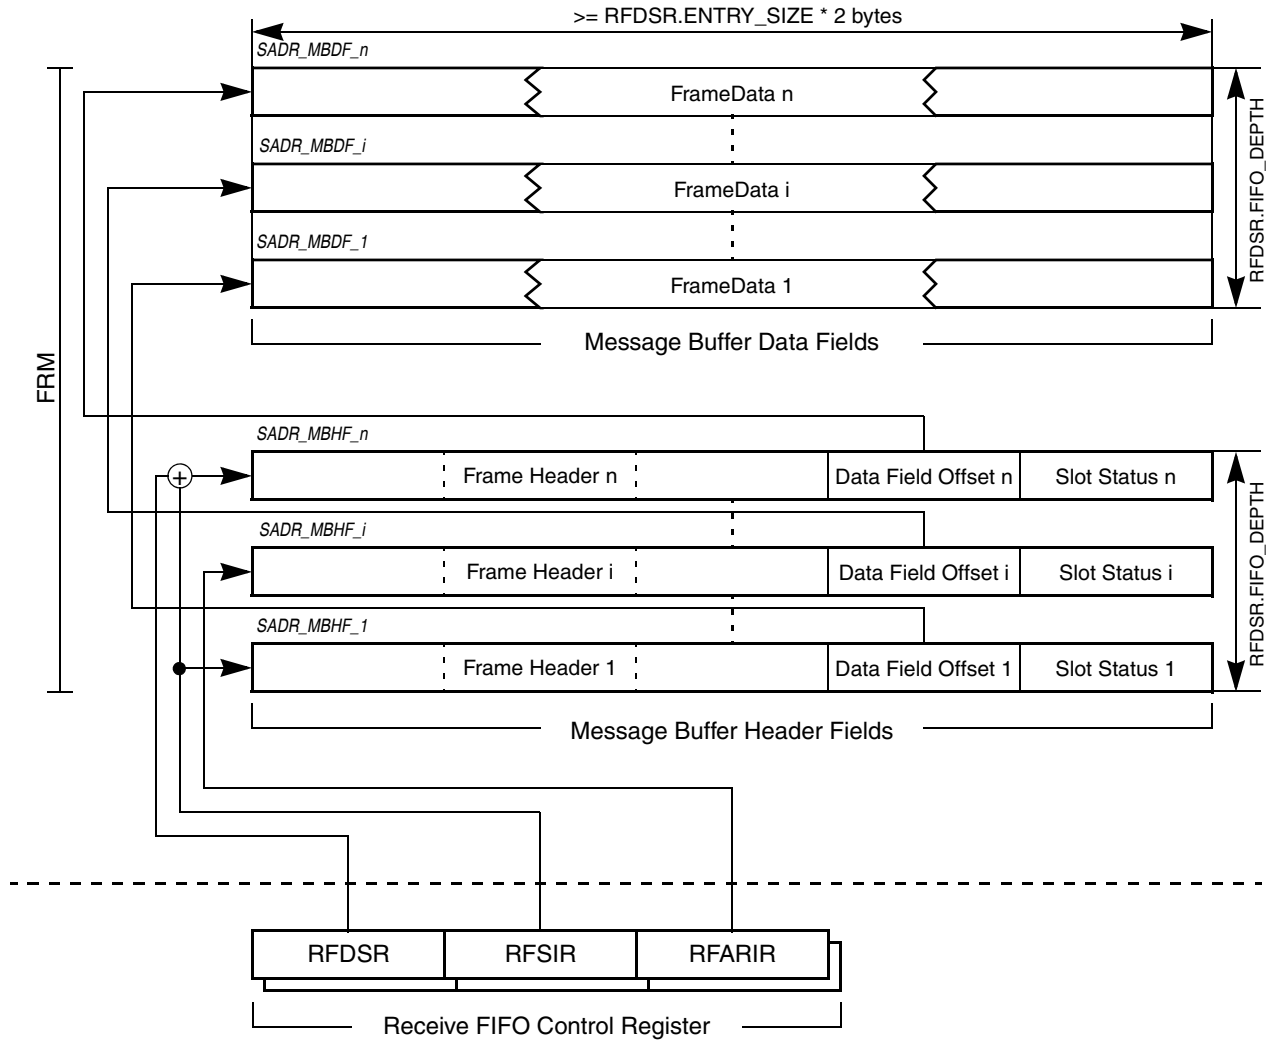 >= RFDSR.ENTRY_SIZE * 2 bytes
SADR_MBDF_n
FrameData n
SADR_MBDF_i
FrameData i
SADR_MBDF_1
FrameData 1
RFDSR.FIFO_DEPTH
Message Buffer Data Fields
FRM
SADR_MBHF_n
Frame Header n Data Field Offset n Slot Status n
SADR_MBHF_i
Frame Header i Data Field Offset i Slot Status i
SADR_MBHF_1
Frame Header 1 Data Field Offset 1 Slot Status 1
RFDSR.FIFO_DEPTH
Message Buffer Header Fields
RFDSR RFSIR RFARIR
Receive FIFO Control Register